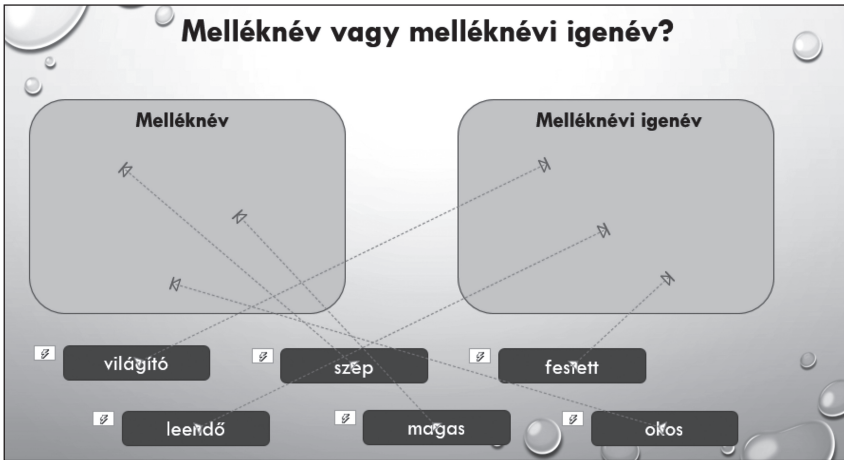 Melléknév vagy melléknévi igenév?
Melléknév
Melléknévi igenév
világító
szép
festett
leendő
magas
okos